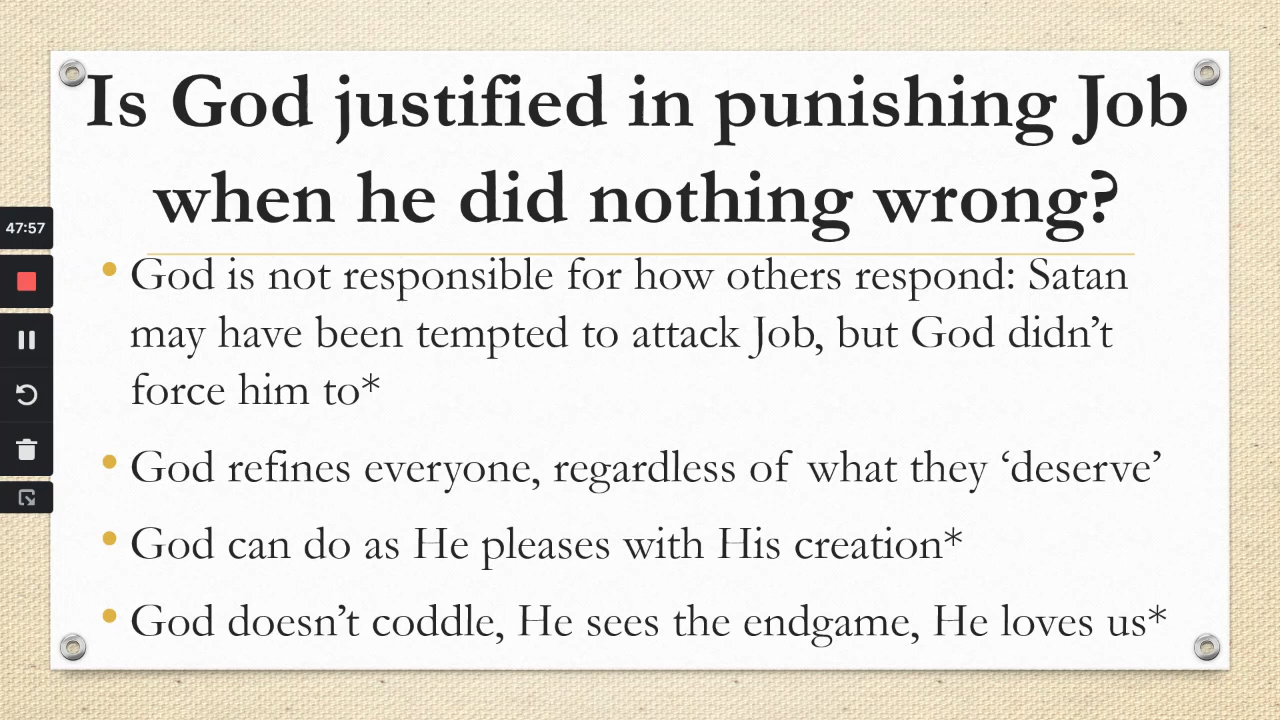 Is God justified in punishing Job
when he did nothing wrong?
47:57
• God is not responsible for how others respond: Satan
may have been tempted to attack Job, but God didn’t
force him to*
• God refines everyone, regardless of what they ‘deserve’
• God can do as He pleases with His creation*
• God doesn’t coddle, He sees the endgame, He loves us*